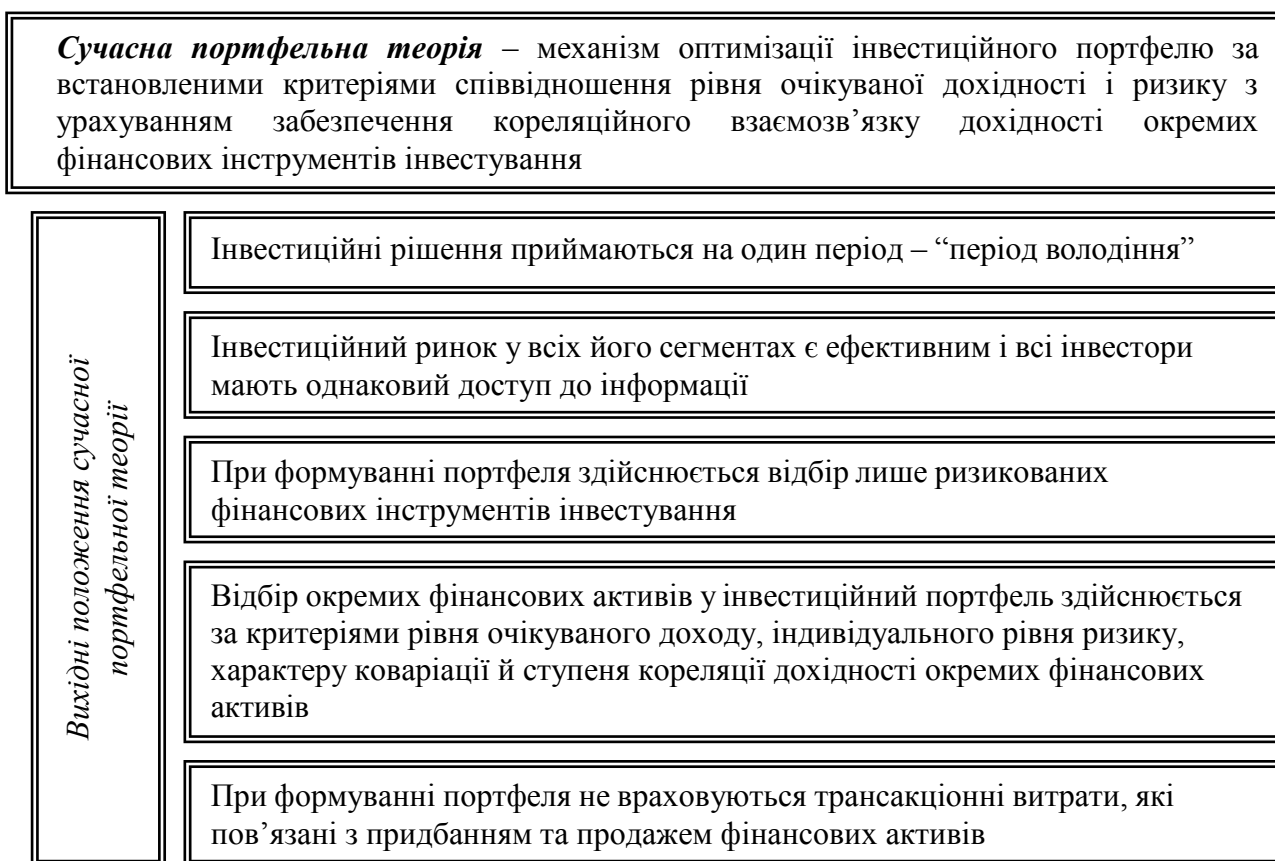 Сучасна портфельна теорія – механізм оптимізації інвестиційного портфелю за
встановленими критеріями співвідношення рівня очікуваної дохідності і ризику з
урахуванням забезпечення кореляційного взаємозв’язку дохідності окремих
фінансових інструментів інвестування
Вихідні положення сучасної
портфельної теорії
Інвестиційні рішення приймаються на один період – “період володіння”
Інвестиційний ринок у всіх його сегментах є ефективним і всі інвестори
мають однаковий доступ до інформації
При формуванні портфеля здійснюється відбір лише ризикованих
фінансових інструментів інвестування
Відбір окремих фінансових активів у інвестиційний портфель здійснюється
за критеріями рівня очікуваного доходу, індивідуального рівня ризику,
характеру коваріації й ступеня кореляції дохідності окремих фінансових
активів
При формуванні портфеля не враховуються трансакціонні витрати, які
пов’язані з придбанням та продажем фінансових активів